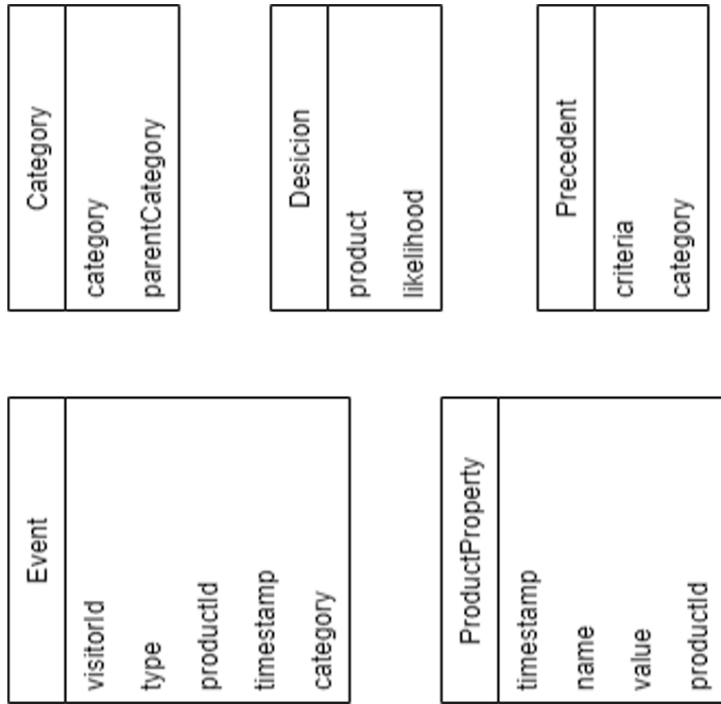 Event
visitorId
type
productId
timestamp
category
ProductProperty
timestamp
name
value
productId
Category
category
parentCategory
Desicion
product
likelihood
Precedent
criteria
category